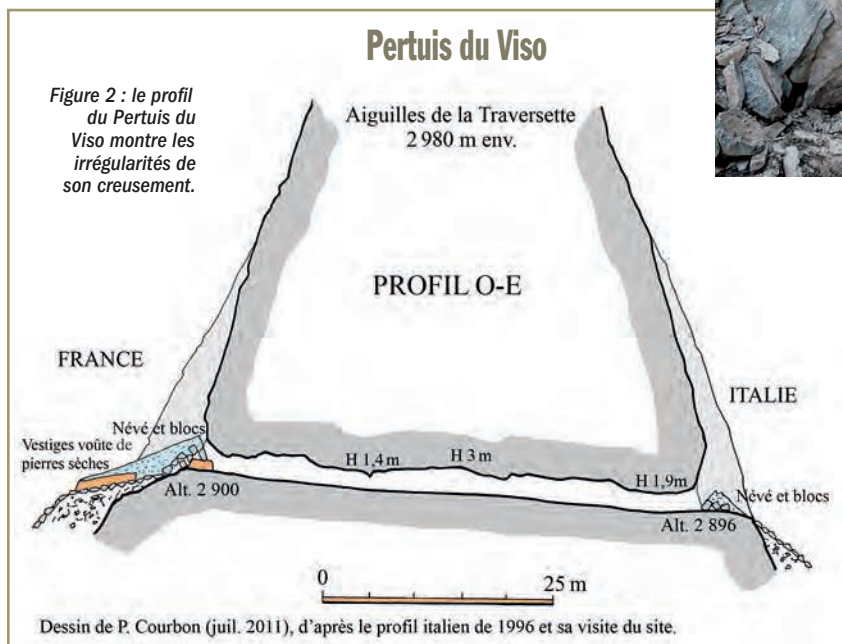 Pertuis du Viso
Figure 2 : le profil
du Pertuis du
Viso montre les
irrégularités de
son creusement.
Aiguilles de la Traversette
2 980 m env.
PROFIL O-E
FRANCE
ITALIE
Névé et blocs
Vestiges voûte de
pierres sèches
H 1,4 m
H 3 m
H 1,9m
Névé et blocs
Alt. 2 900
Alt. 2 896
0
25 m
Dessin de P. Courbon (juil. 2011), d'après le profil italien de 1996 et sa visite du site.